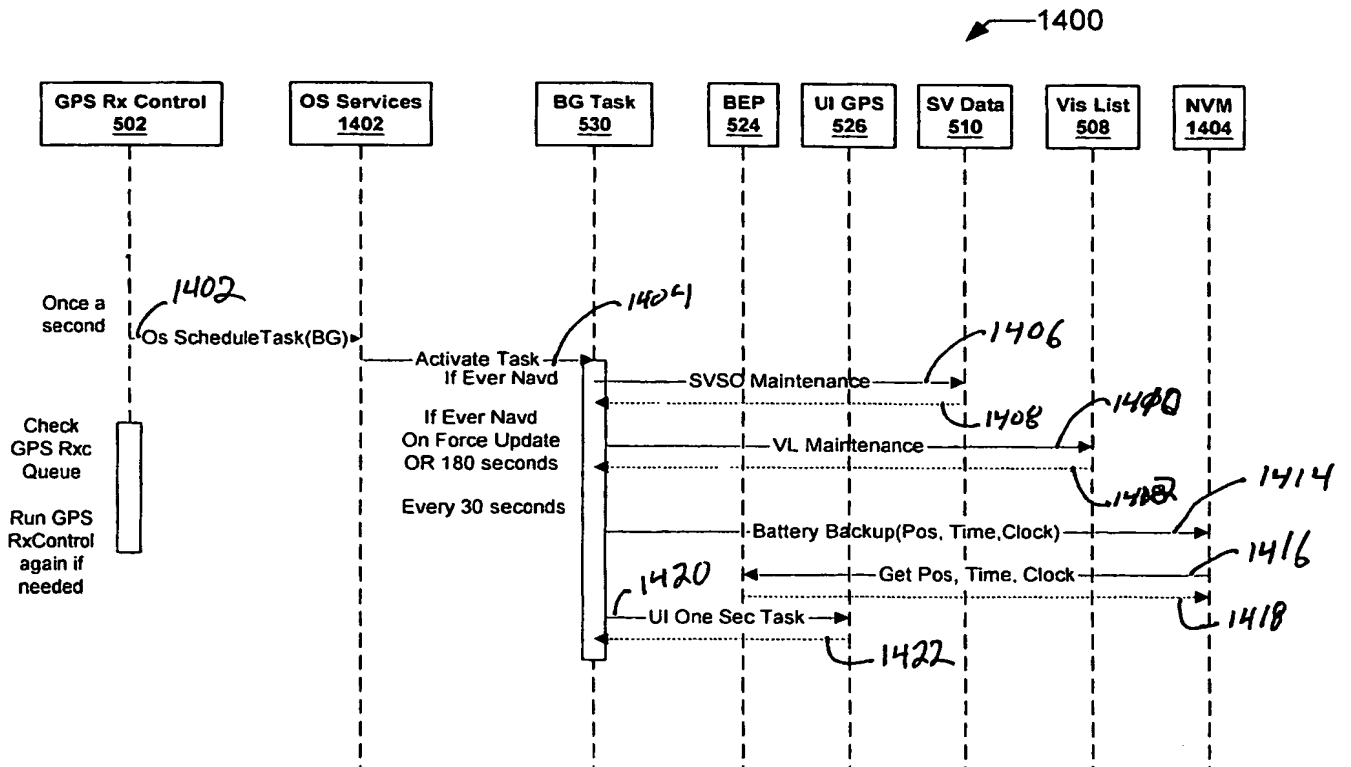 1400
GPS Rx Control
502
OS Services
1402
BG Task
530
BEP
524
UI GPS
526
SV Data
510
Vis List
508
NVM
1404
Once a
second
1402
Os ScheduleTask(BG)
1404
Activate Task
If Ever Navd
1406
SVSO Maintenance
1408
Check
GPS Rxc
Queue
If Ever Navd
On Force Update
OR 180 seconds
VL Maintenance
Every 30 seconds
1414
Run GPS
RxControl
again if
needed
Battery Backup(Pos, Time,Clock)
1416
Get Pos, Time, Clock
1418
1420
UI One Sec Task
1422